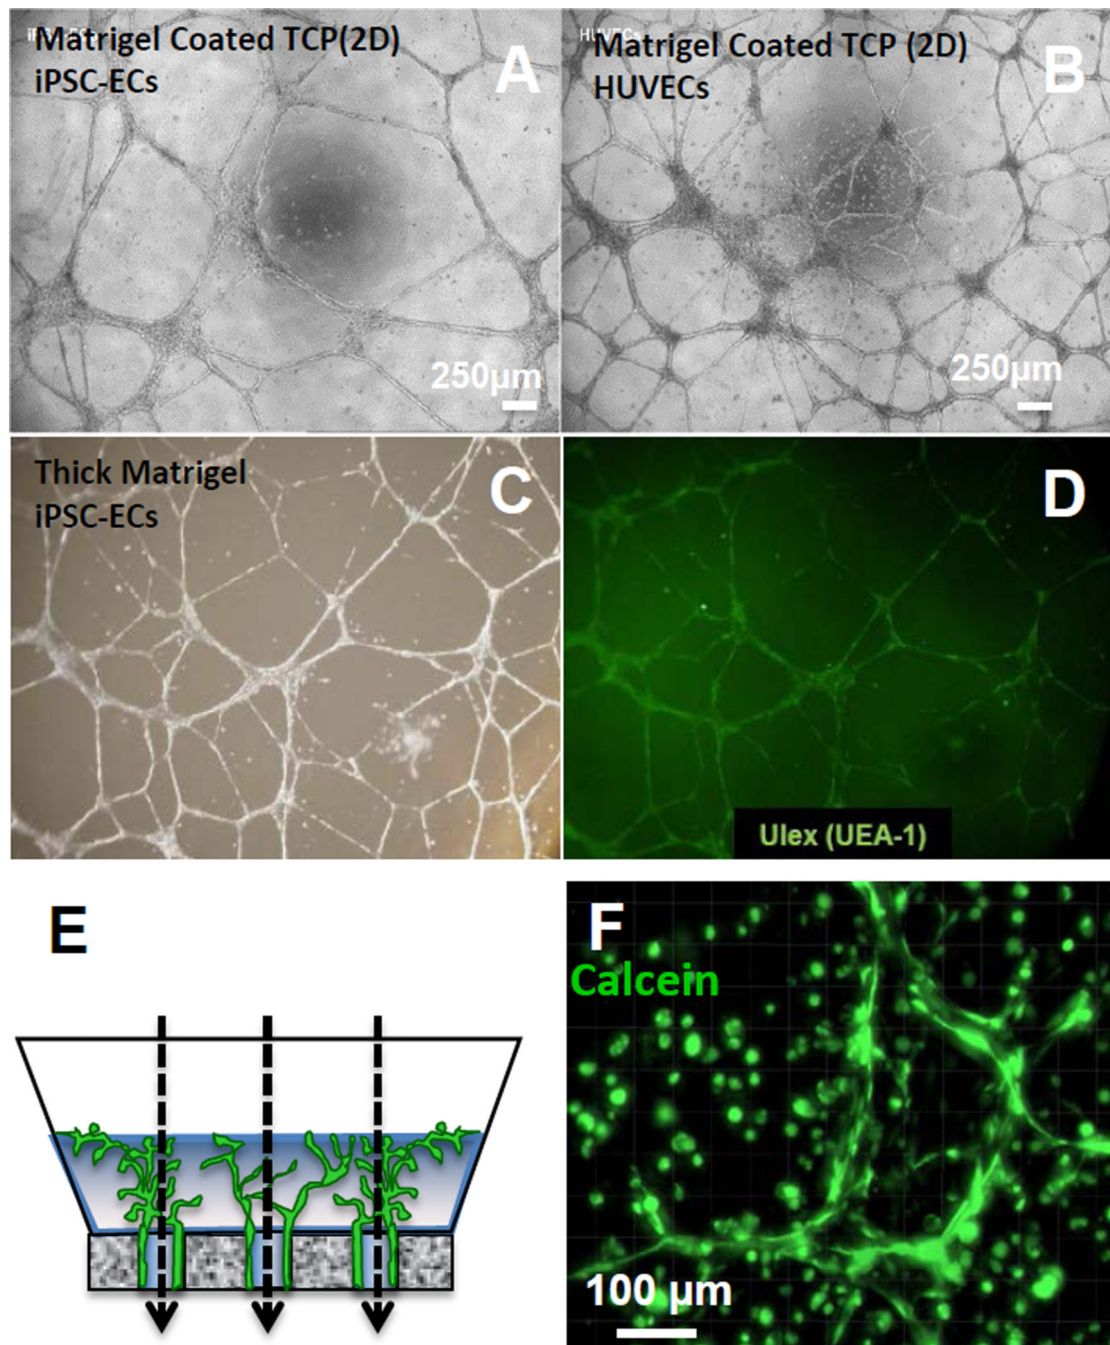 Matrigel Coated TCP(2D)
iPSC-ECs
A
250µm
Matrigel Coated TCP (2D)
HUVECs
HUVECs
B
250µm
Thick Matrigel
iPSC-ECs
C
D
Ulex (UEA-1)
E
F
Calcein
100 µm